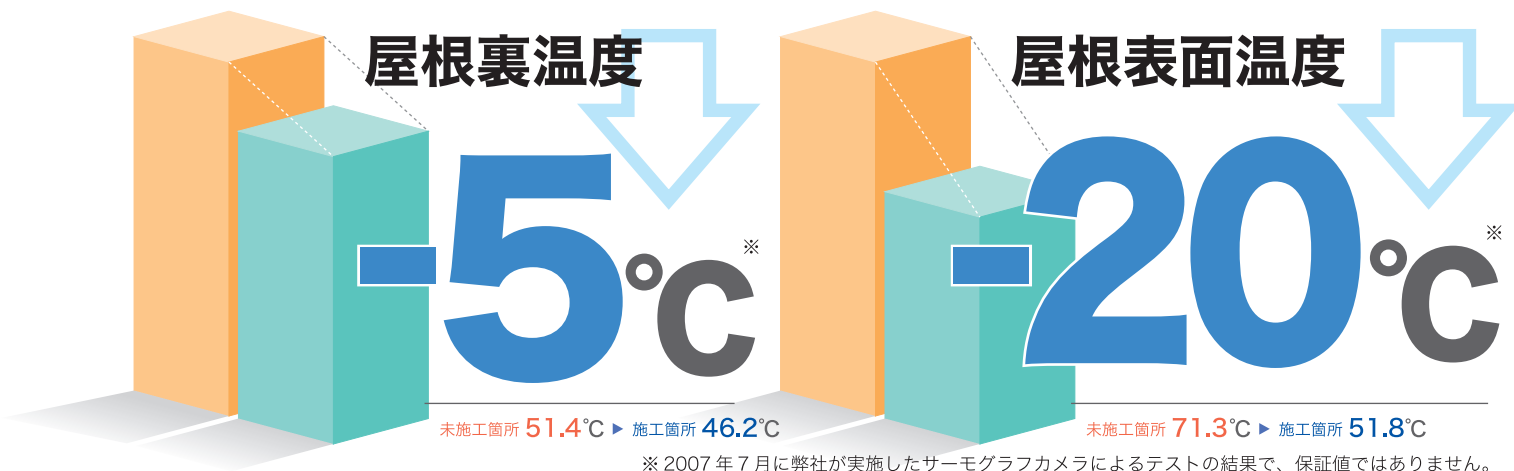 屋根裏温度
-5℃※
未施工箇所 51.4℃ ▶ 施工箇所 46.2℃
屋根表面温度
-20℃※
未施工箇所 71.3℃ ▶ 施工箇所 51.8℃
※2007年7月に弊社が実施したサーモグラフカメラによるテストの結果で、保証値ではありません。